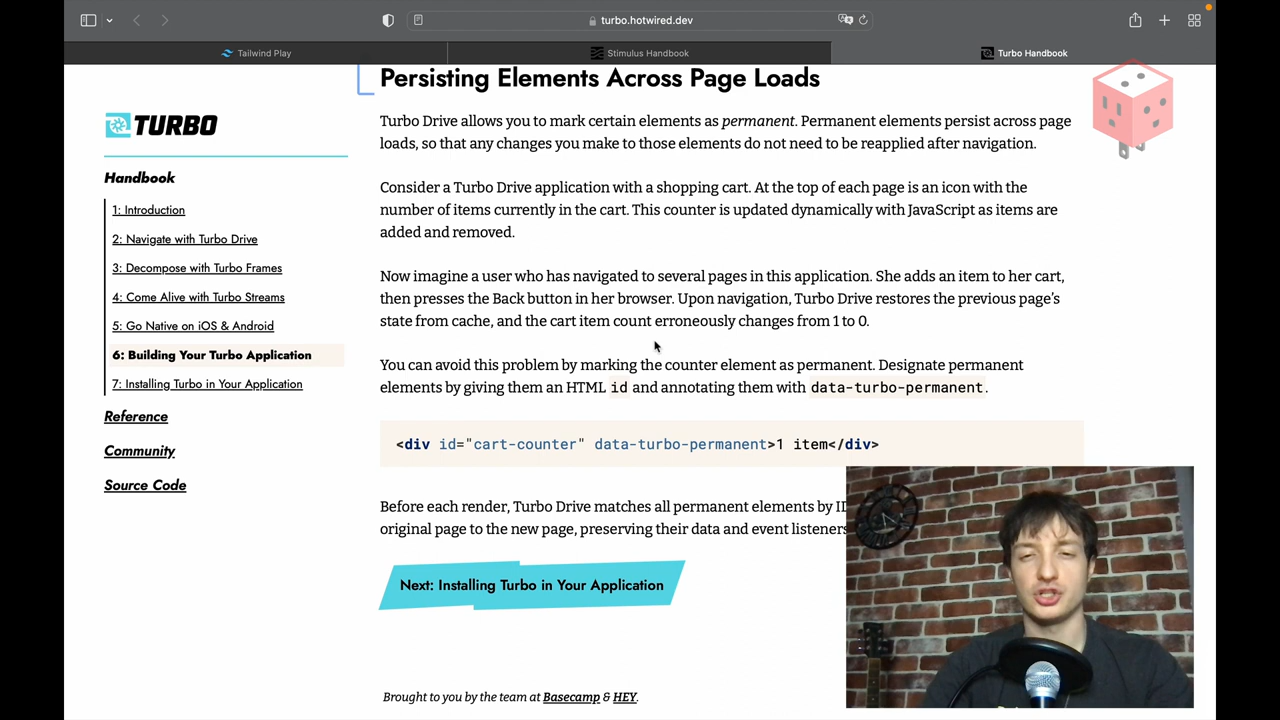 turbo.hotwired.dev
Tailwind Play
Stimulus Handbook
Turbo Handbook
TURBO
Handbook
1: Introduction
2: Navigate with Turbo Drive
3: Decompose with Turbo Frames
4: Come Alive with Turbo Streams
5: Go Native on iOS & Android
6: Building Your Turbo Application
7: Installing Turbo in Your Application
Reference
Community
Source Code
Persisting Elements Across Page Loads
Turbo Drive allows you to mark certain elements as permanent. Permanent elements persist across page
loads, so that any changes you make to those elements do not need to be reapplied after navigation.
Consider a Turbo Drive application with a shopping cart. At the top of each page is an icon with the
number of items currently in the cart. This counter is updated dynamically with JavaScript as items are
added and removed.
Now imagine a user who has navigated to several pages in this application. She adds an item to her cart,
then presses the Back button in her browser. Upon navigation, Turbo Drive restores the previous page's
state from cache, and the cart item count erroneously changes from 1 to 0.
You can avoid this problem by marking the counter element as permanent. Designate permanent
elements by giving them an HTML id and annotating them with data-turbo-permanent.
<div id="cart-counter" data-turbo-permanent>1 item</div>
Before each render, Turbo Drive matches all permanent elements by ID
original page to the new page, preserving their data and event listeners
Next: Installing Turbo in Your Application
Brought to you by the team at Basecamp & HEY.